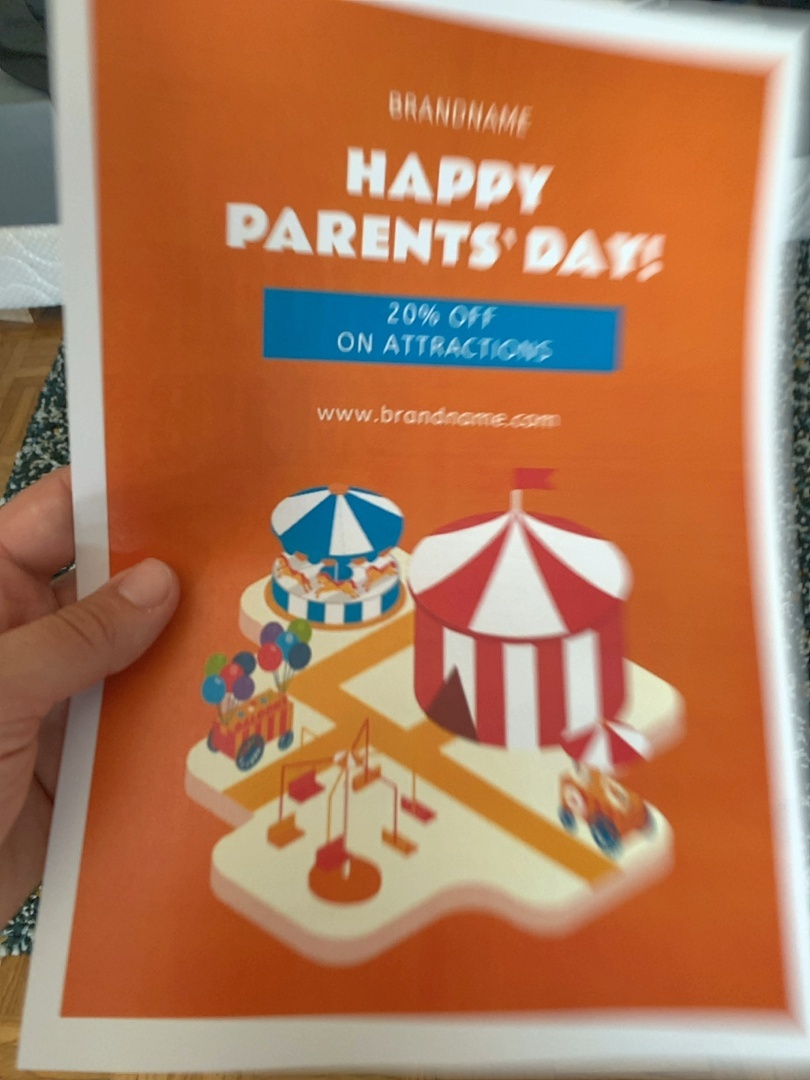 BRANDNAME
HAPPY
PARENTS' DAY!
20% OFF
ON ATTRACTIONS
www.brandname.com